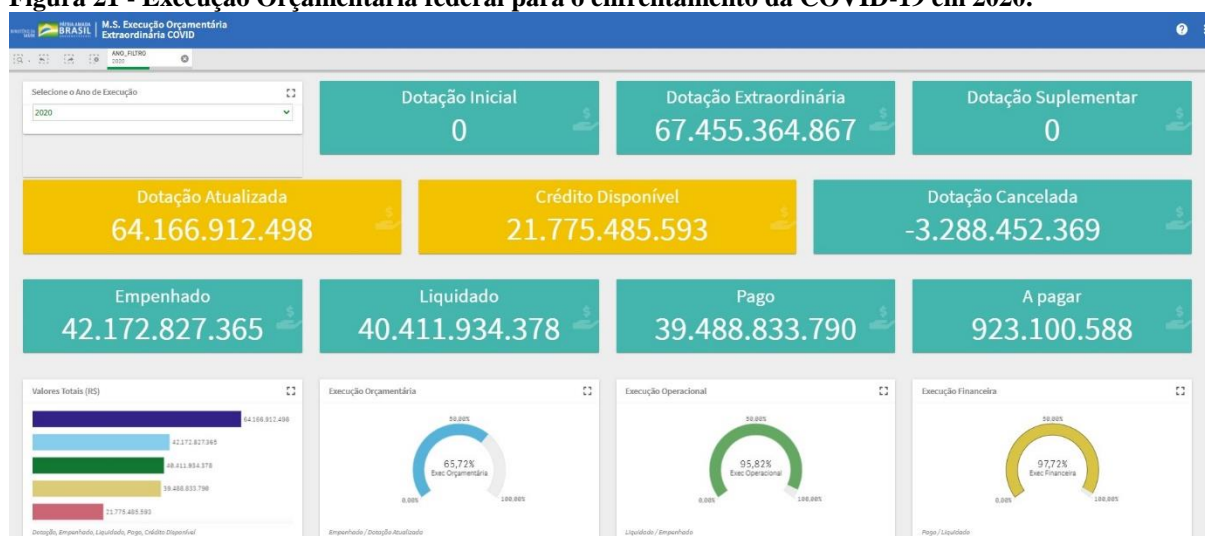 Figura 21 - Execução Orçamentária federal para o enfrentamento da COVID-19 em 2020.
PÁTRIA AMADA
BRASIL
M.S. Execução Orçamentária
Extraordinária COVID
ANO_FILTRO
2020
Selecione o Ano de Execução
2020
Dotação Inicial
0
Dotação Extraordinária
67.455.364.867
Dotação Suplementar
0
Dotação Atualizada
64.166.912.498
Crédito Disponível
21.775.485.593
Dotação Cancelada
-3.288.452.369
Empenhado
42.172.827.365
Liquidado
40.411.934.378
Pago
39.488.833.790
A pagar
923.100.588
Valores Totais (R$)
64.166.912.498
42.172.827.365
40.411.934.378
39.488.833.790
21.775.485.593
Dotação, Empenhado, Liquidado, Pago, Crédito Disponível
Execução Orçamentária
50,00%
65,72%
Exec Orçamentária
0,00%
100,00%
Empenhado / Dotação Atualizada
Execução Operacional
50,00%
95,82%
Exec Operacional
0,00%
100,00%
Liquidado / Empenhado
Execução Financeira
50,00%
97,72%
Exec Financeira
0,00%
100,00%
Pago / Liquidado